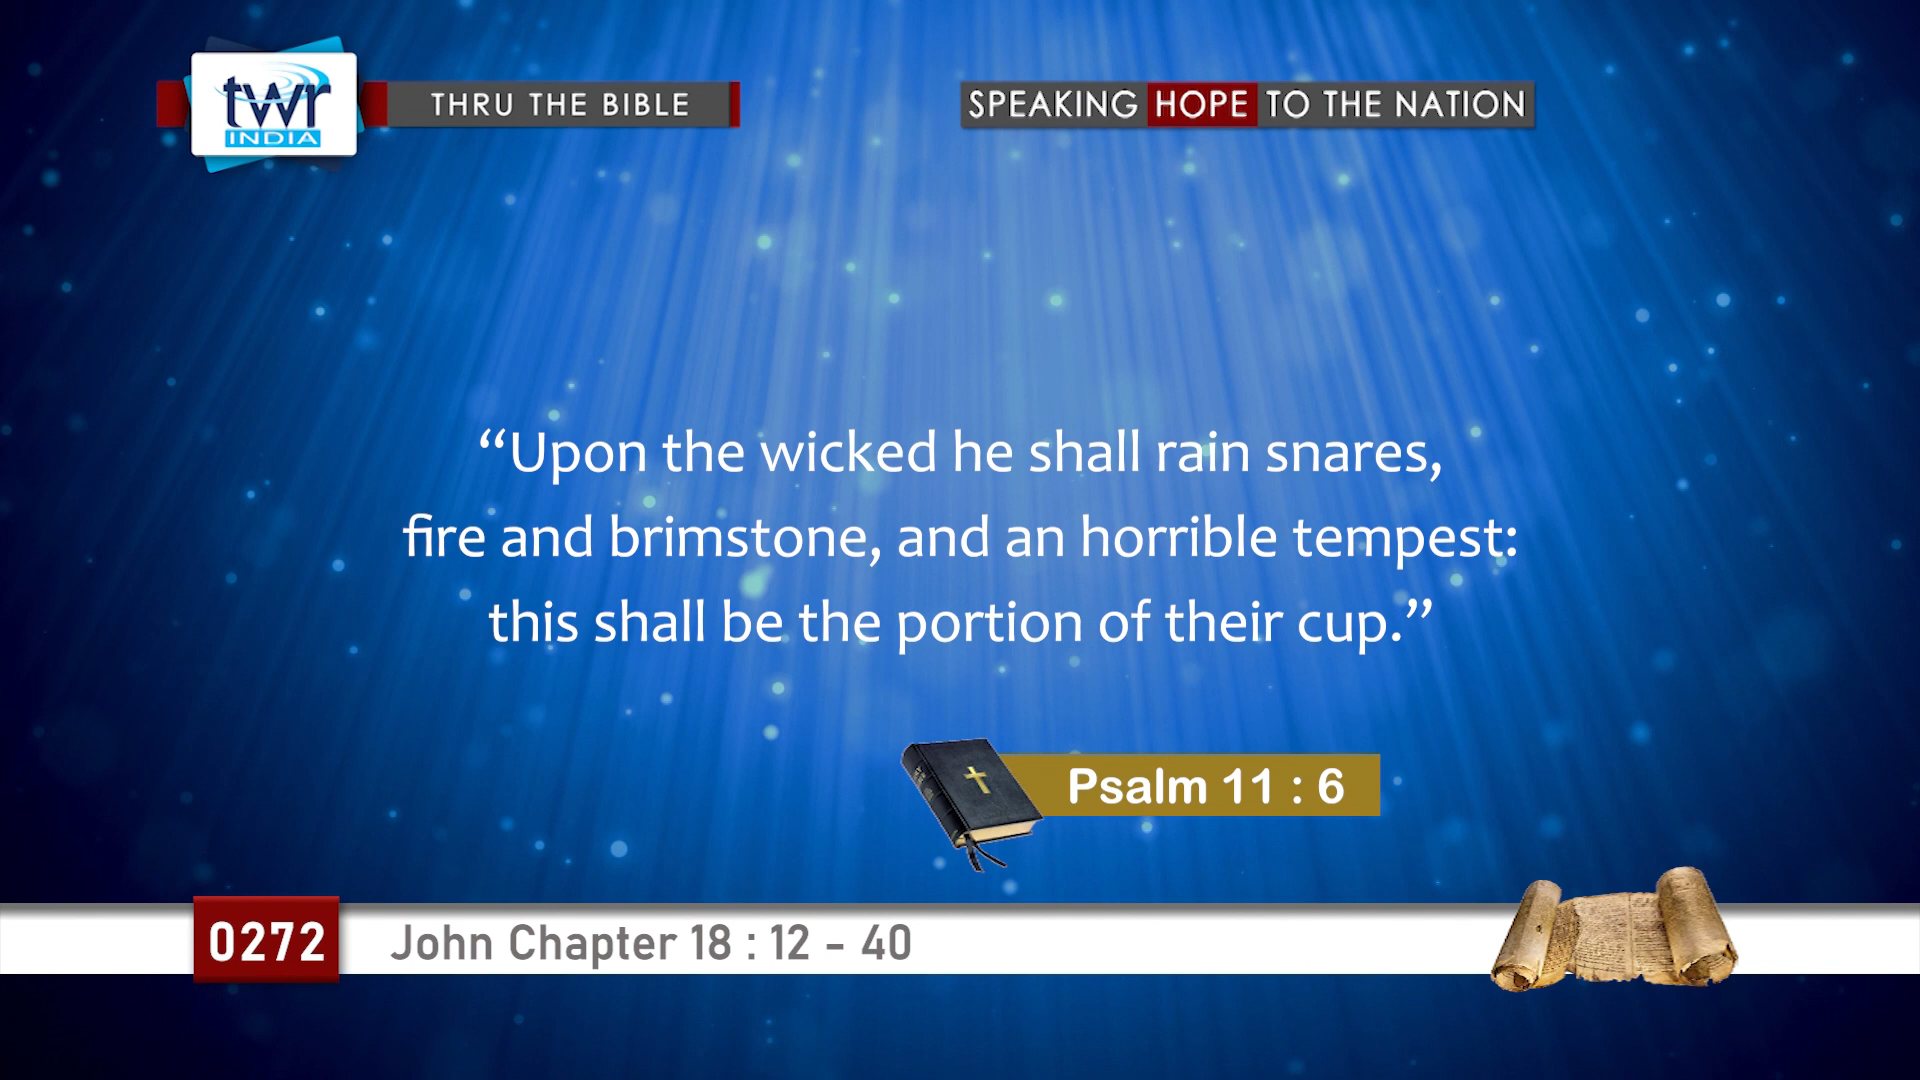 twr
INDIA
THRU THE BIBLE
SPEAKING HOPE TO THE NATION
“Upon the wicked he shall rain snares,
fire and brimstone, and an horrible tempest:
this shall be the portion of their cup.”
Psalm 11 : 6
0272
John Chapter 18 : 12 - 40